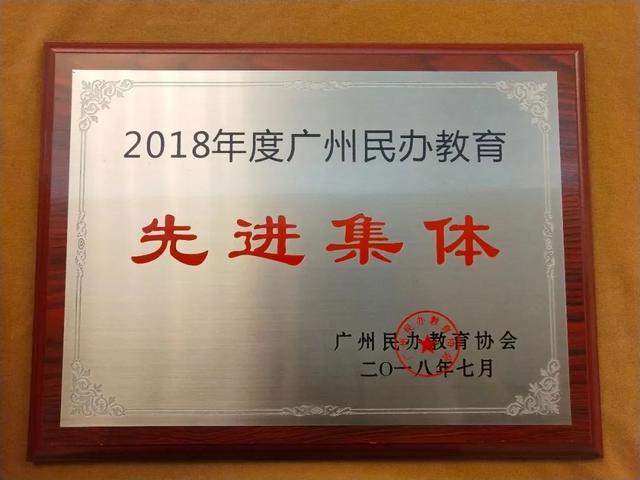 2018年度广州民办教育
先进集体
广州民办教育协会
二〇一八年七月